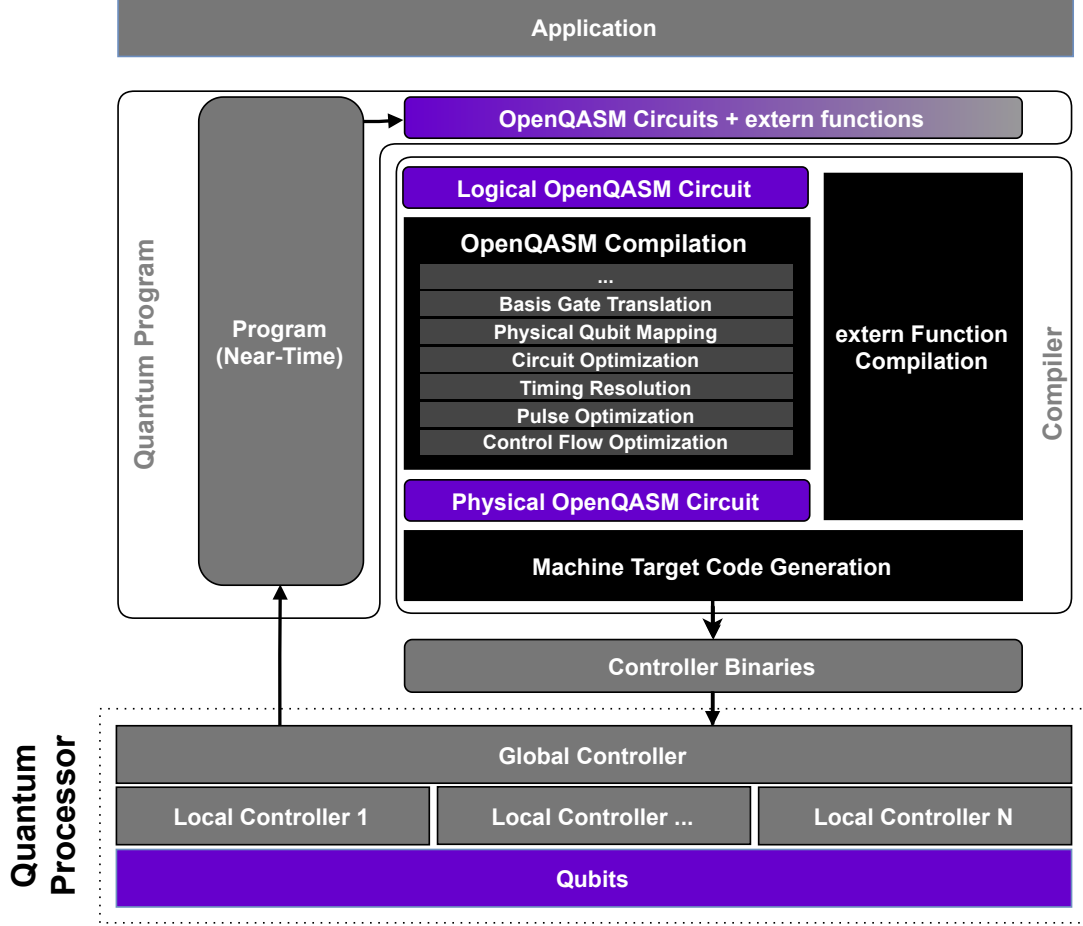 Application
OpenQASM Circuits + extern functions
Quantum Program
Program
(Near-Time)
Logical OpenQASM Circuit
OpenQASM Compilation
...
Basis Gate Translation
Physical Qubit Mapping
Circuit Optimization
Timing Resolution
Pulse Optimization
Control Flow Optimization
Physical OpenQASM Circuit
extern Function
Compilation
Compiler
Machine Target Code Generation
Controller Binaries
Quantum
Processor
Global Controller
Local Controller 1
Local Controller ...
Local Controller N
Qubits